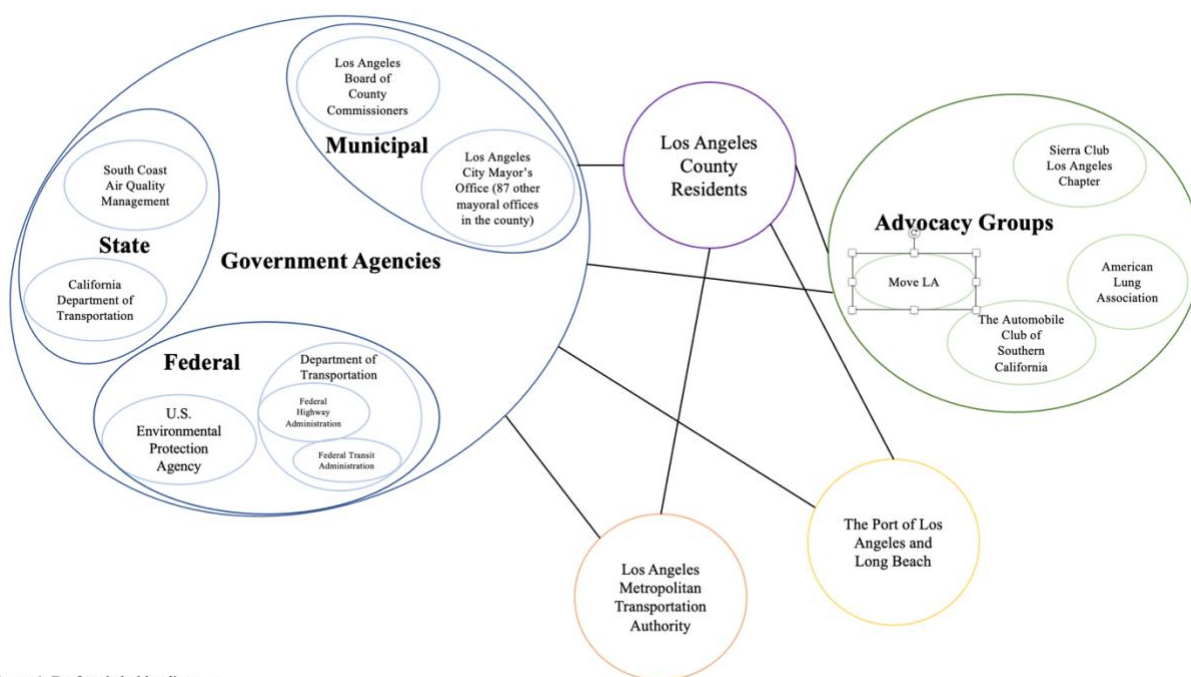 Los Angeles
Board of
County
Commissioners
Municipal
Los Angeles
City Mayor's
Office (87 other
mayoral offices
in the county)
South Coast
Air Quality
Management
State
California
Department of
Transportation
Government Agencies
Federal
U.S.
Environmental
Protection
Agency
Department of
Transportation
Federal
Highway
Administration
Federal Transit
Administration
Los Angeles
County
Residents
Sierra Club
Los Angeles
Chapter
Advocacy Groups
Move LA
American
Lung
Association
The Automobile
Club of
Southern
California
The Port of Los
Angeles and
Long Beach
Los Angeles
Metropolitan
Transportation
Authority